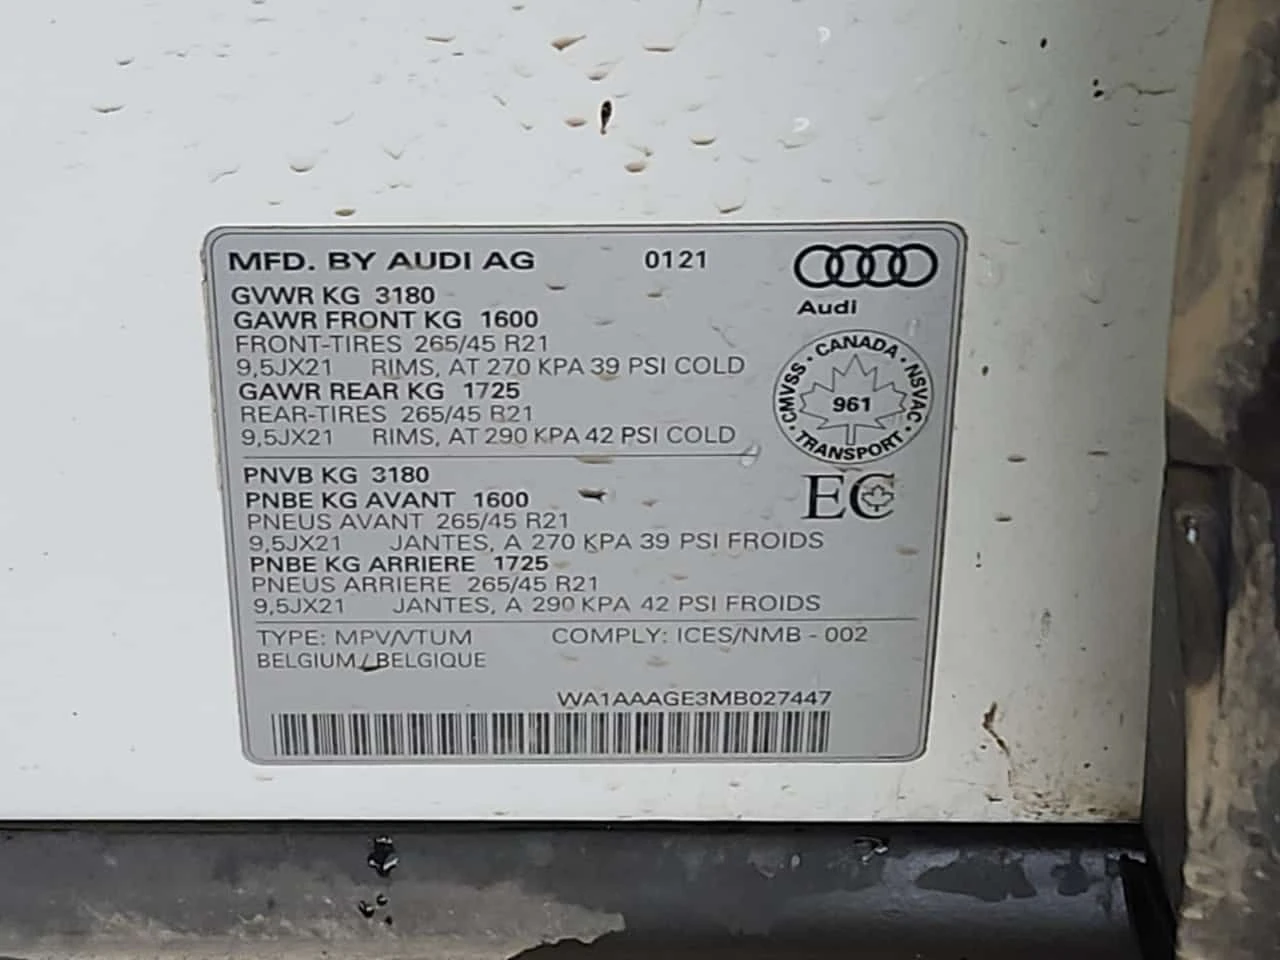 MFD. BY AUDI AG 0121
Audi
GVWR KG 3180
GAWR FRONT KG 1600
FRONT-TIRES 265/45 R21
9,5JX21 RIMS, AT 270 KPA 39 PSI COLD
GAWR REAR KG 1725
REAR-TIRES 265/45 R21
9,5JX21 RIMS, AT 290 KPA 42 PSI COLD
· CANADA · NSVAC · TRANSPORT · CMVSS
961
EC
PNVB KG 3180
PNBE KG AVANT 1600
PNEUS AVANT 265/45 R21
9,5JX21 JANTES, A 270 KPA 39 PSI FROIDS
PNBE KG ARRIERE 1725
PNEUS ARRIERE 265/45 R21
9,5JX21 JANTES, A 290 KPA 42 PSI FROIDS
TYPE: MPV/VTUM COMPLY: ICES/NMB - 002
BELGIUM / BELGIQUE
WA1AAAGE3MB027447